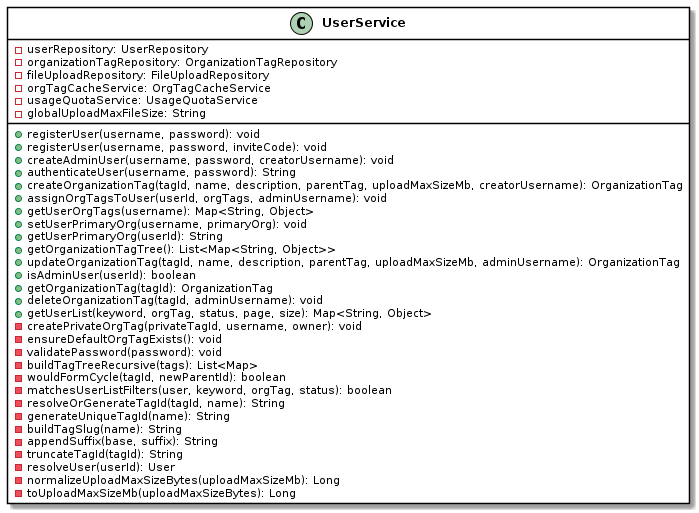 C UserService
userRepository: UserRepository
organizationTagRepository: OrganizationTagRepository
fileUploadRepository: FileUploadRepository
orgTagCacheService: OrgTagCacheService
usageQuotaService: UsageQuotaService
globalUploadMaxFileSize: String
registerUser(username, password): void
registerUser(username, password, inviteCode): void
createAdminUser(username, password, creatorUsername): void
authenticateUser(username, password): String
createOrganizationTag(tagId, name, description, parentTag, uploadMaxSizeMb, creatorUsername): OrganizationTag
assignOrgTagsToUser(userId, orgTags, adminUsername): void
getUserOrgTags(username): Map<String, Object>
setUserPrimaryOrg(username, primaryOrg): void
getUserPrimaryOrg(userId): String
getOrganizationTagTree(): List<Map<String, Object>>
updateOrganizationTag(tagId, name, description, parentTag, uploadMaxSizeMb, adminUsername): OrganizationTag
isAdminUser(userId): boolean
getOrganizationTag(tagId): OrganizationTag
deleteOrganizationTag(tagId, adminUsername): void
getUserList(keyword, orgTag, status, page, size): Map<String, Object>
createPrivateOrgTag(privateTagId, username, owner): void
ensureDefaultOrgTagExists(): void
validatePassword(password): void
buildTagTreeRecursive(tags): List<Map>
wouldFormCycle(tagId, newParentId): boolean
matchesUserListFilters(user, keyword, orgTag, status): boolean
resolveOrGenerateTagId(tagId, name): String
generateUniqueTagId(name): String
buildTagSlug(name): String
appendSuffix(base, suffix): String
truncateTagId(tagId): String
resolveUser(userId): User
normalizeUploadMaxSizeBytes(uploadMaxSizeMb): Long
toUploadMaxSizeMb(uploadMaxSizeBytes): Long